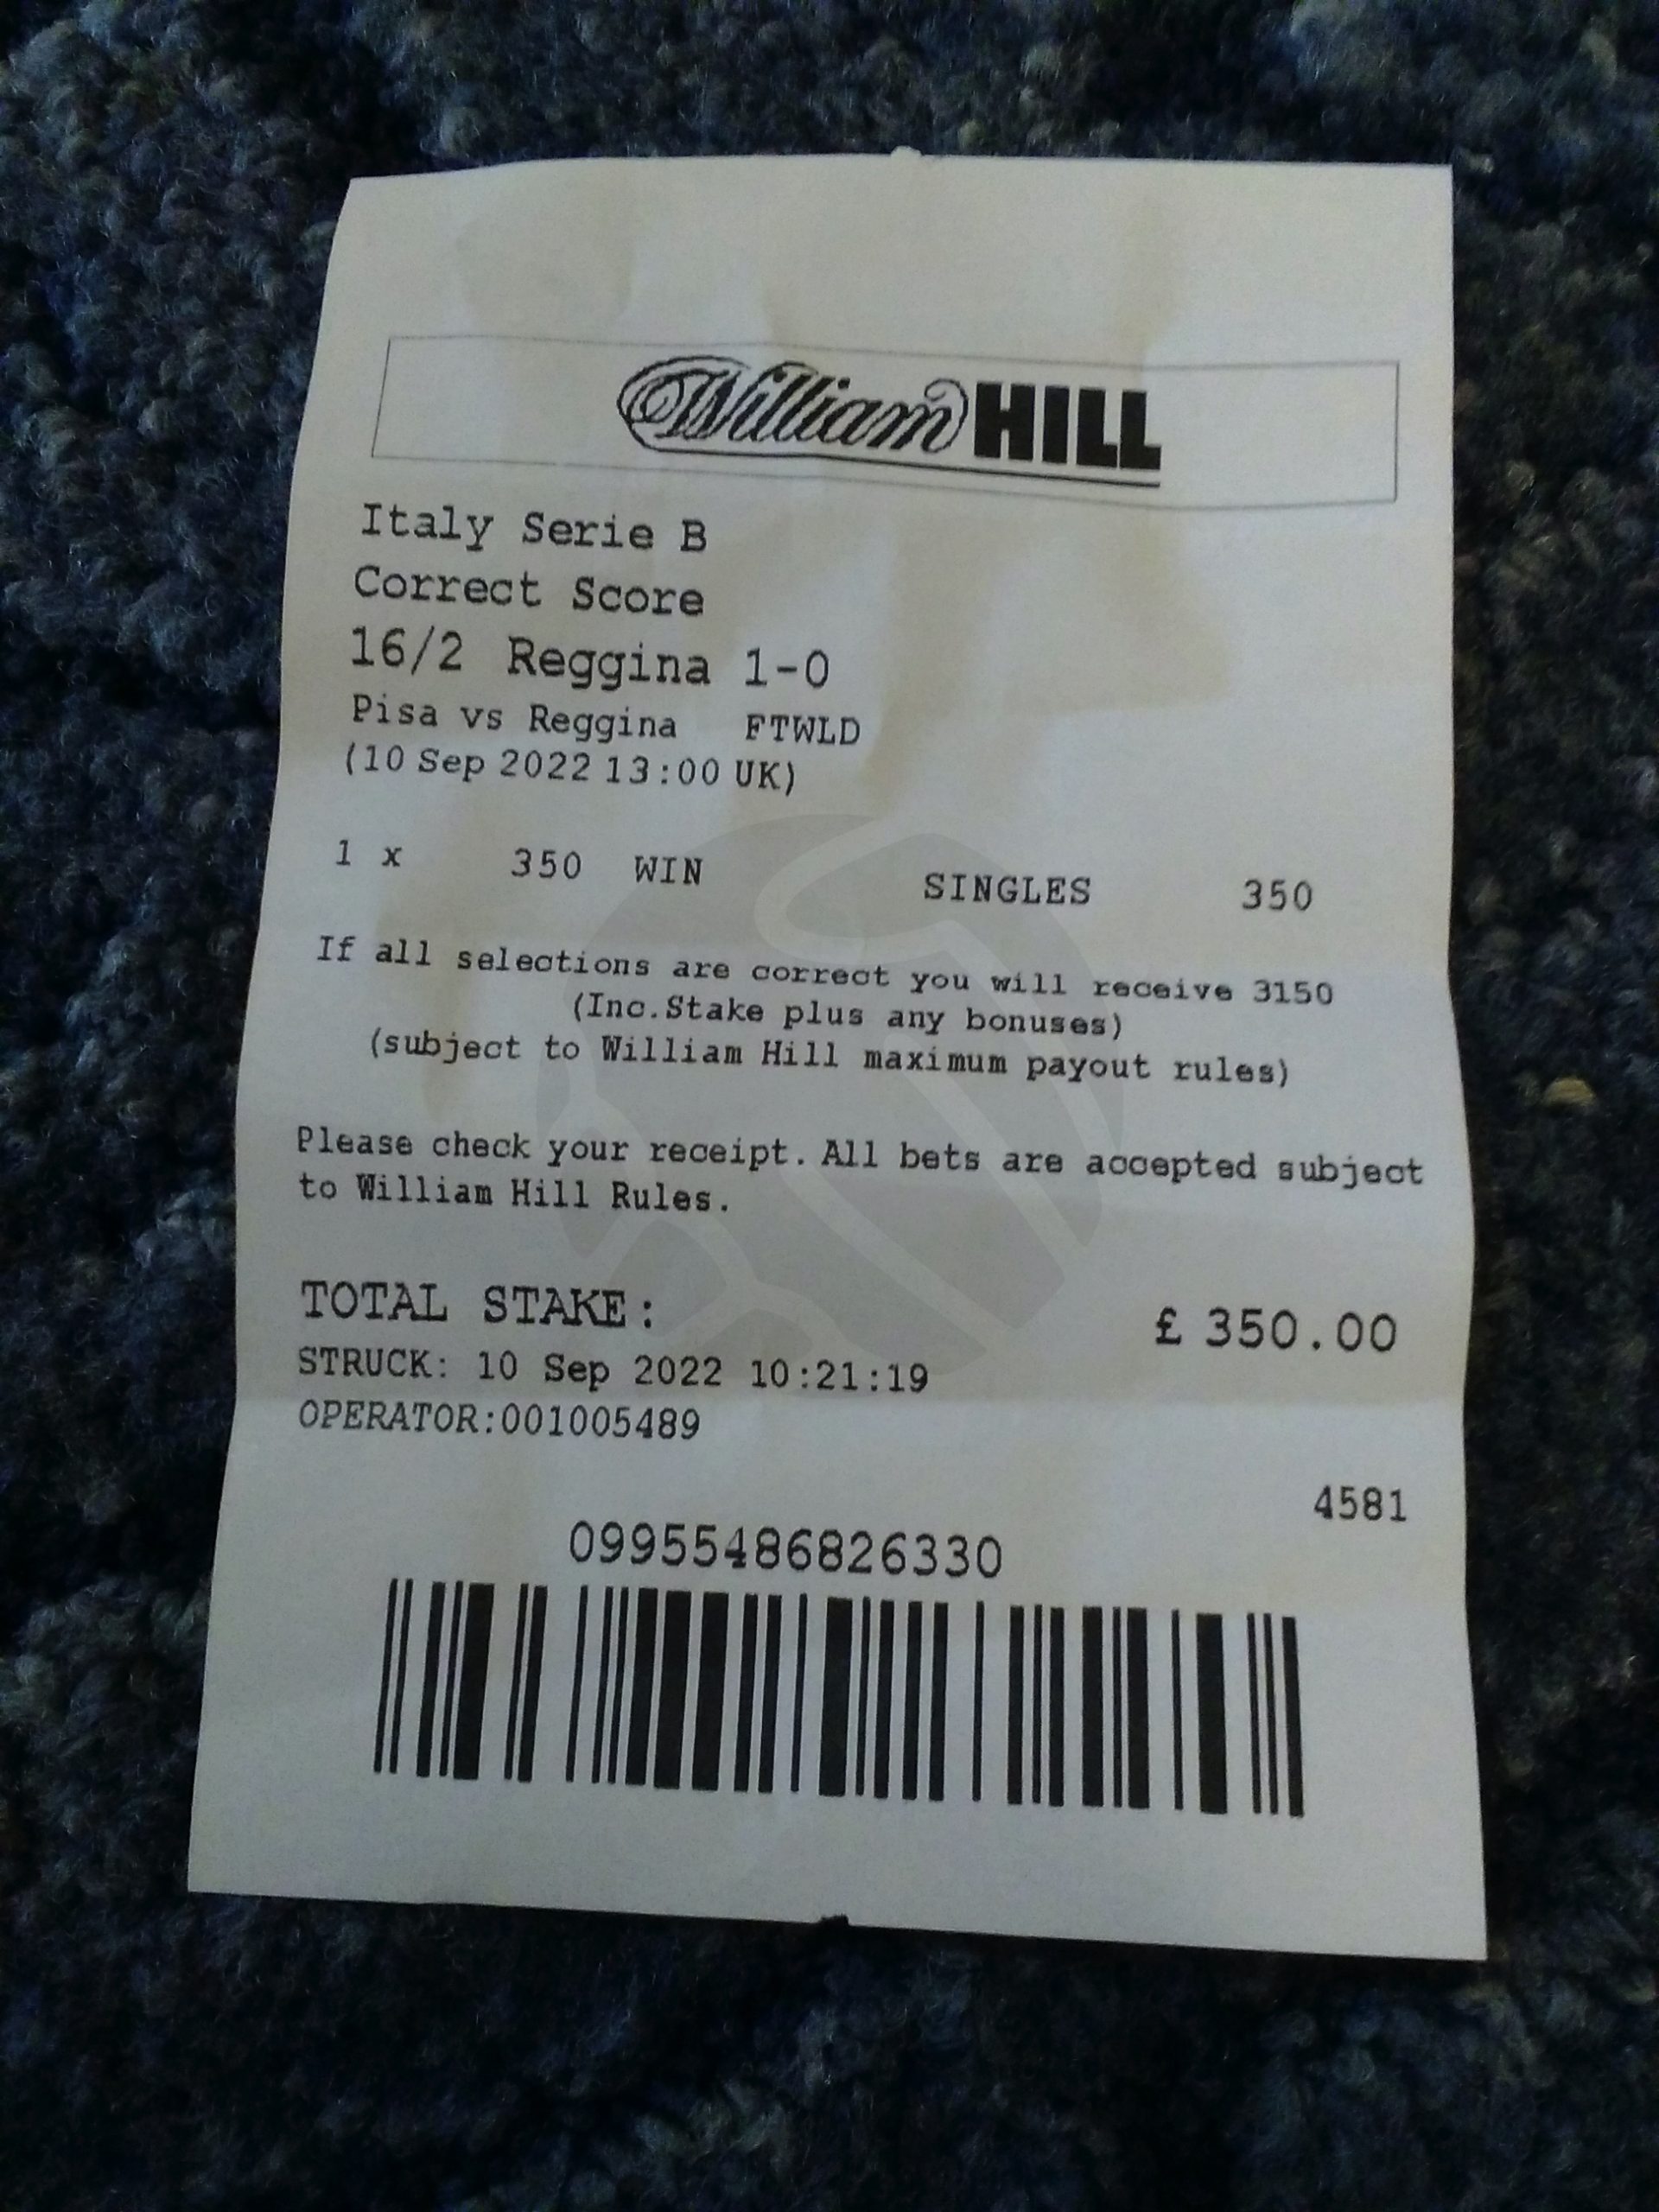 William HILL
Italy Serie B
Correct Score
16/2 Reggina 1-0
Pisa vs Reggina FTWLD
(10 Sep 2022 13:00 UK)
1 x 350 WIN SINGLES 350
If all selections are correct you will receive 3150
(Inc.Stake plus any bonuses)
(subject to William Hill maximum payout rules)
Please check your receipt. All bets are accepted subject
to William Hill Rules.
TOTAL STAKE: £ 350.00
STRUCK: 10 Sep 2022 10:21:19
OPERATOR:001005489
4581
09955486826330